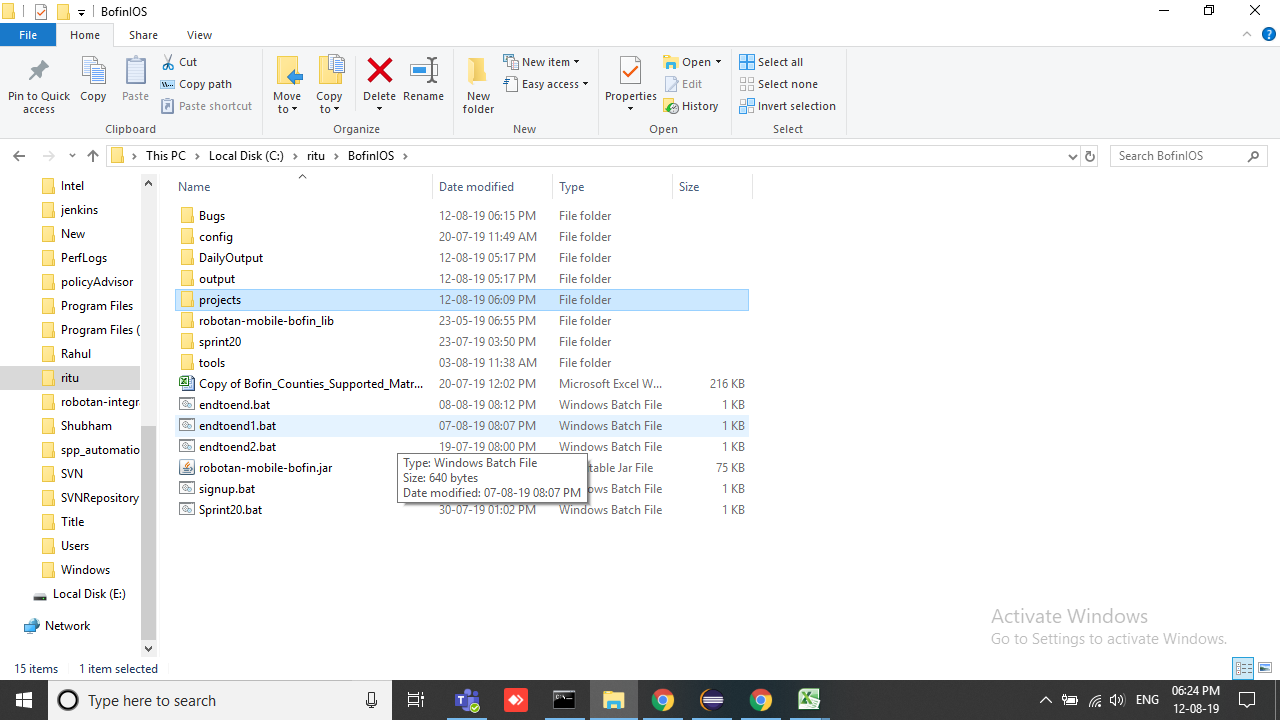 BofinIOS
File Home Share View
Pin to Quick access
Copy
Paste
Cut
Copy path
Paste shortcut
Clipboard
Move to
Copy to
Delete
Rename
Organize
New folder
New item
Easy access
New
Properties
Open
Edit
History
Open
Select all
Select none
Invert selection
Select
This PC Local Disk (C:) ritu BofinIOS
Search BofinIOS
Intel
jenkins
New
PerfLogs
policyAdvisor
Program Files
Program Files (
Rahul
ritu
robotan-integr
Shubham
spp_automatio
SVN
SVNRepository
Title
Users
Windows
Local Disk (E:)
Network
Name Date modified Type Size
Bugs 12-08-19 06:15 PM File folder
config 20-07-19 11:49 AM File folder
DailyOutput 12-08-19 05:17 PM File folder
output 12-08-19 05:17 PM File folder
projects 12-08-19 06:09 PM File folder
robotan-mobile-bofin_lib 23-05-19 06:55 PM File folder
sprint20 23-07-19 03:50 PM File folder
tools 03-08-19 11:38 AM File folder
Copy of Bofin_Counties_Supported_Matr... 20-07-19 12:02 PM Microsoft Excel W... 216 KB
endtoend.bat 08-08-19 08:12 PM Windows Batch File 1 KB
endtoend1.bat 07-08-19 08:07 PM Windows Batch File 1 KB
endtoend2.bat 19-07-19 08:00 PM Windows Batch File 1 KB
robotan-mobile-bofin.jar table Jar File 75 KB
signup.bat ws Batch File 1 KB
Sprint20.bat 30-07-19 01:02 PM Windows Batch File 1 KB
Type: Windows Batch File
Size: 640 bytes
Date modified: 07-08-19 08:07 PM
Activate Windows
Go to Settings to activate Windows.
15 items 1 item selected
Type here to search
ENG
06:24 PM
12-08-19